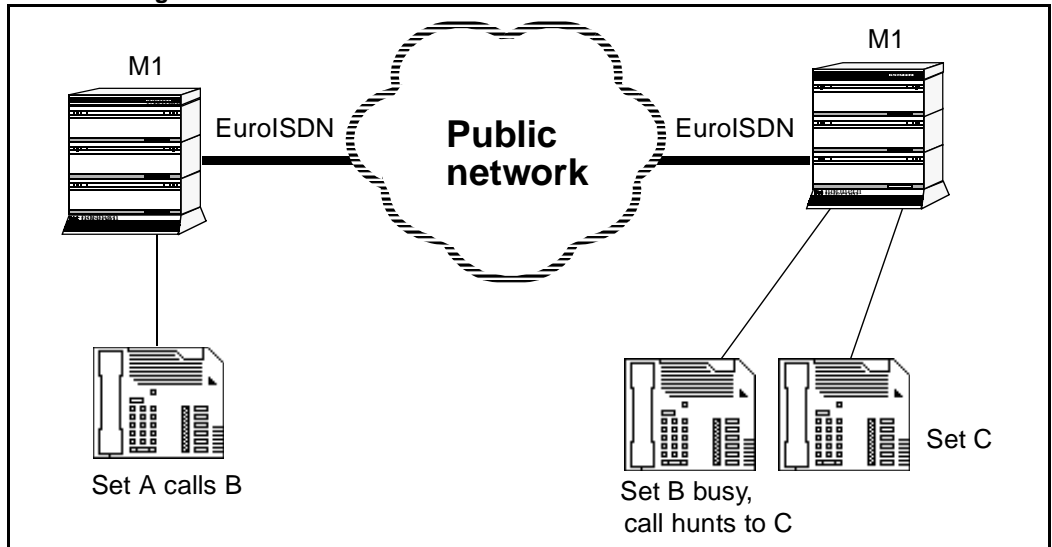 M1
M1
EuroISDN
Public
network
EuroISDN
Set A calls B
Set B busy,
call hunts to C
Set C